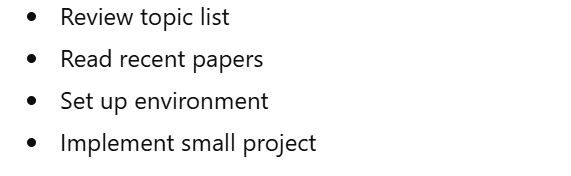 • Review topic list
• Read recent papers
• Set up environment
• Implement small project